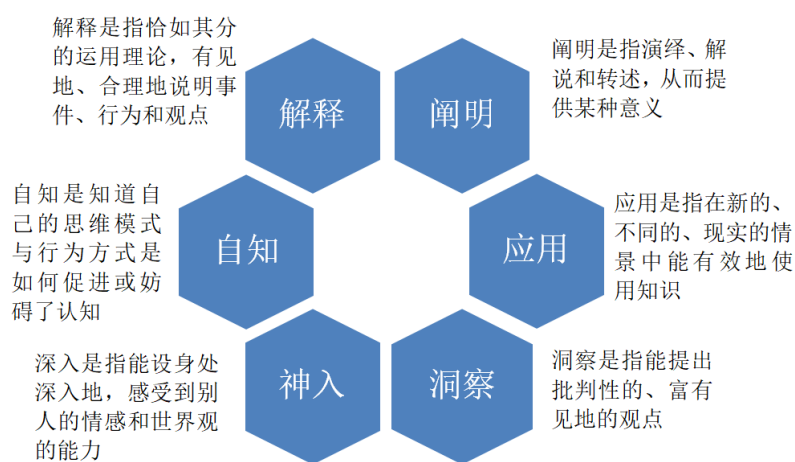 解释是指恰如其分
的运用理论，有见
地、合理地说明事
件、行为和观点
解释
阐明
阐明是指演绎、解
说和转述，从而提
供某种意义
自知是知道自
己的思维模式
与行为方式是
如何促进或妨
碍了认知
自知
应用
应用是指在新的、
不同的、现实的情
景中能有效地使
用知识
深入是指能设身处
深入地，感受到别
人的情感和世界观
的能力
神入
洞察
洞察是指能提出
批判性的、富有
见地的观点